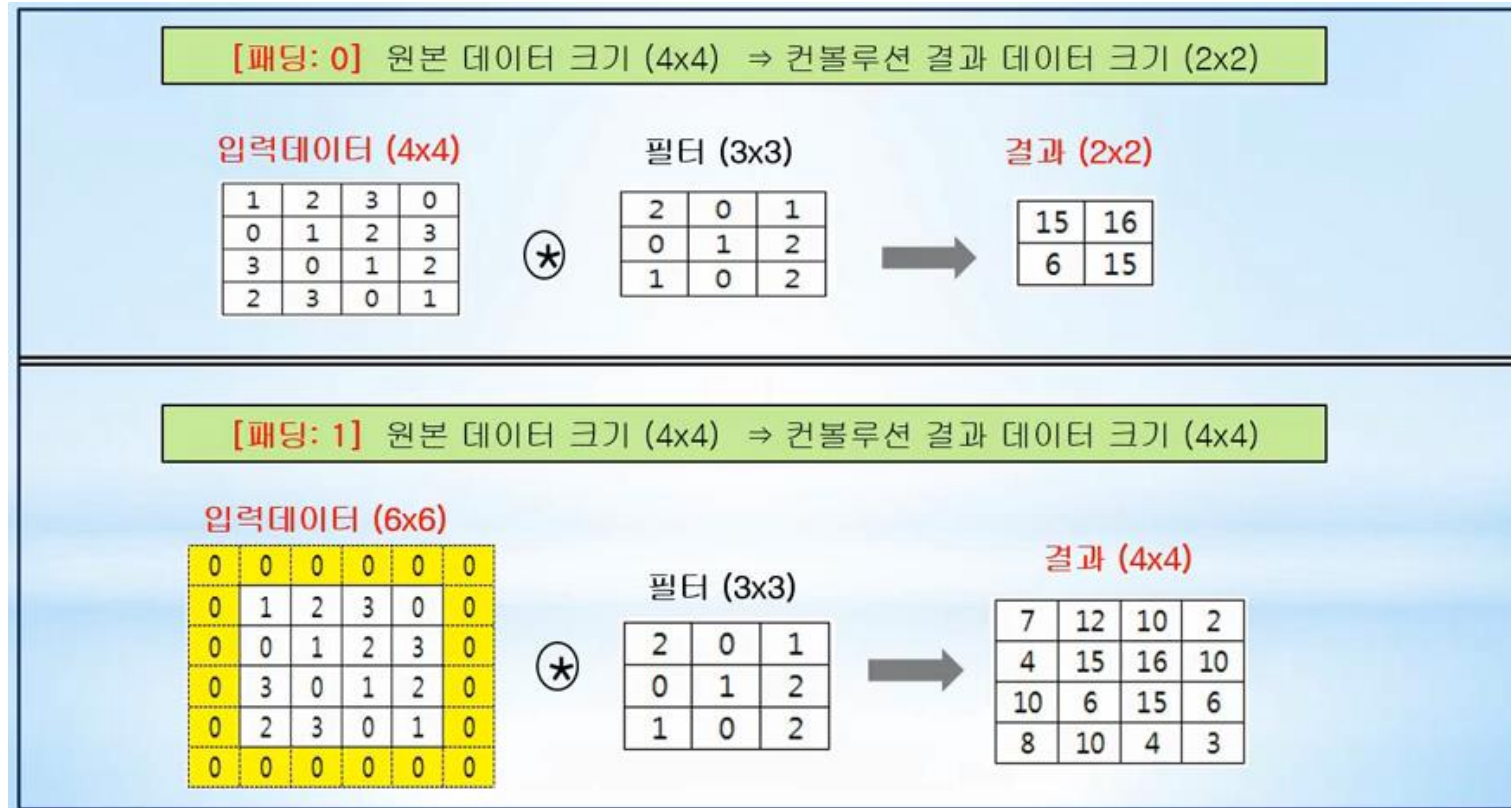 [패딩: 0] 원본 데이터 크기 (4x4) ⇒ 컨볼루션 결과 데이터 크기 (2x2)
입력데이터 (4x4) 필터 (3x3) 결과 (2x2)
1 2 3 0
0 1 2 3
3 0 1 2
2 3 0 1
*
2 0 1
0 1 2
1 0 2
15 16
6 15
[패딩: 1] 원본 데이터 크기 (4x4) ⇒ 컨볼루션 결과 데이터 크기 (4x4)
입력데이터 (6x6)
0 0 0 0 0 0
0 1 2 3 0 0
0 0 1 2 3 0
0 3 0 1 2 0
0 2 3 0 1 0
0 0 0 0 0 0
*
필터 (3x3)
2 0 1
0 1 2
1 0 2
결과 (4x4)
7 12 10 2
4 15 16 10
10 6 15 6
8 10 4 3